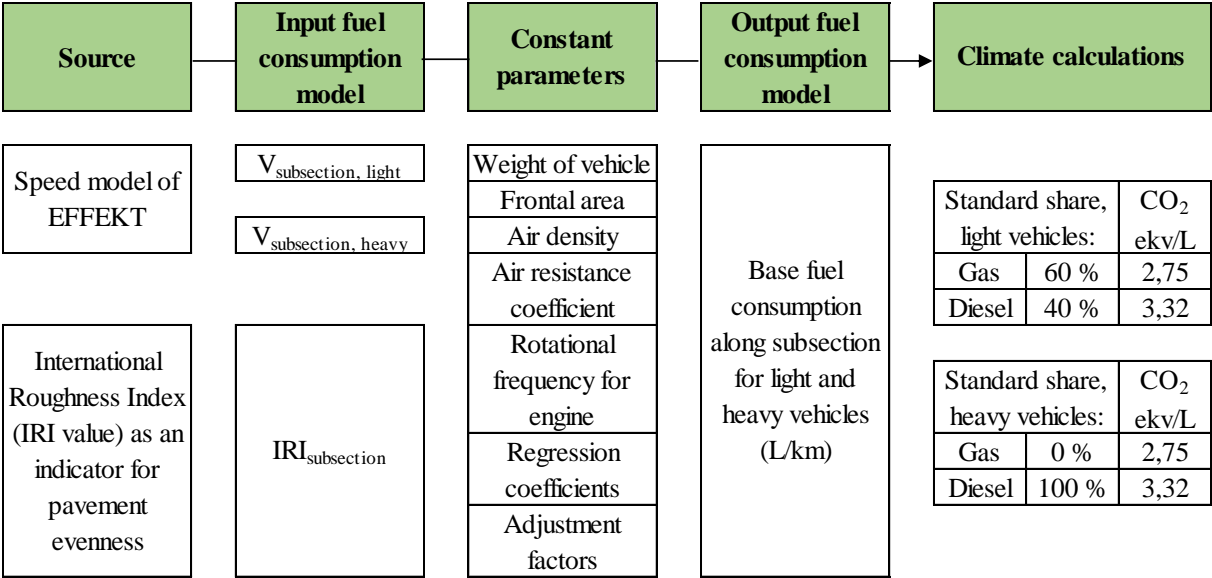 Source
Input fuel
consumption
model
Constant
parameters
Output fuel
consumption
model
Climate calculations
Speed model of
EFFEKT
International
Roughness Index
(IRI value) as an
indicator for
pavement
evenness
V subsection, light
V subsection, heavy
IRI subsection
Weight of vehicle
Frontal area
Air density
Air resistance
coefficient
Rotational
frequency for
engine
Regression
coefficients
Adjustment
factors
Base fuel
consumption
along subsection
for light and
heavy vehicles
(L/km)
Standard share, CO2
light vehicles: ekv/L
Gas 60 % 2,75
Diesel 40 % 3,32
Standard share, CO2
heavy vehicles: ekv/L
Gas 0 % 2,75
Diesel 100 % 3,32